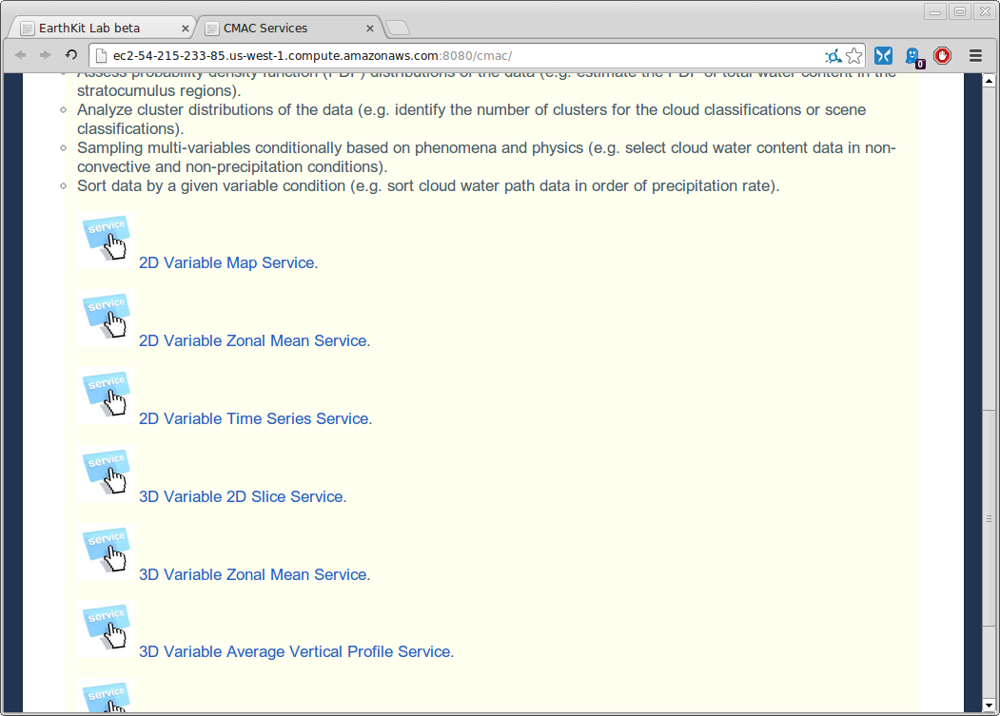 EarthKit Lab beta
CMAC Services
ec2-54-215-233-85.us-west-1.compute.amazonaws.com:8080/cmac/
0
Assess probability density function (PDF) distributions of the data (e.g. estimate the PDF of total water content in the
stratocumulus regions).
Analyze cluster distributions of the data (e.g. identify the number of clusters for the cloud classifications or scene
classifications).
Sampling multi-variables conditionally based on phenomena and physics (e.g. select cloud water content data in non-
convective and non-precipitation conditions).
Sort data by a given variable condition (e.g. sort cloud water path data in order of precipitation rate).
service
2D Variable Map Service.
service
2D Variable Zonal Mean Service.
service
2D Variable Time Series Service.
service
3D Variable 2D Slice Service.
service
3D Variable Zonal Mean Service.
service
3D Variable Average Vertical Profile Service.
service